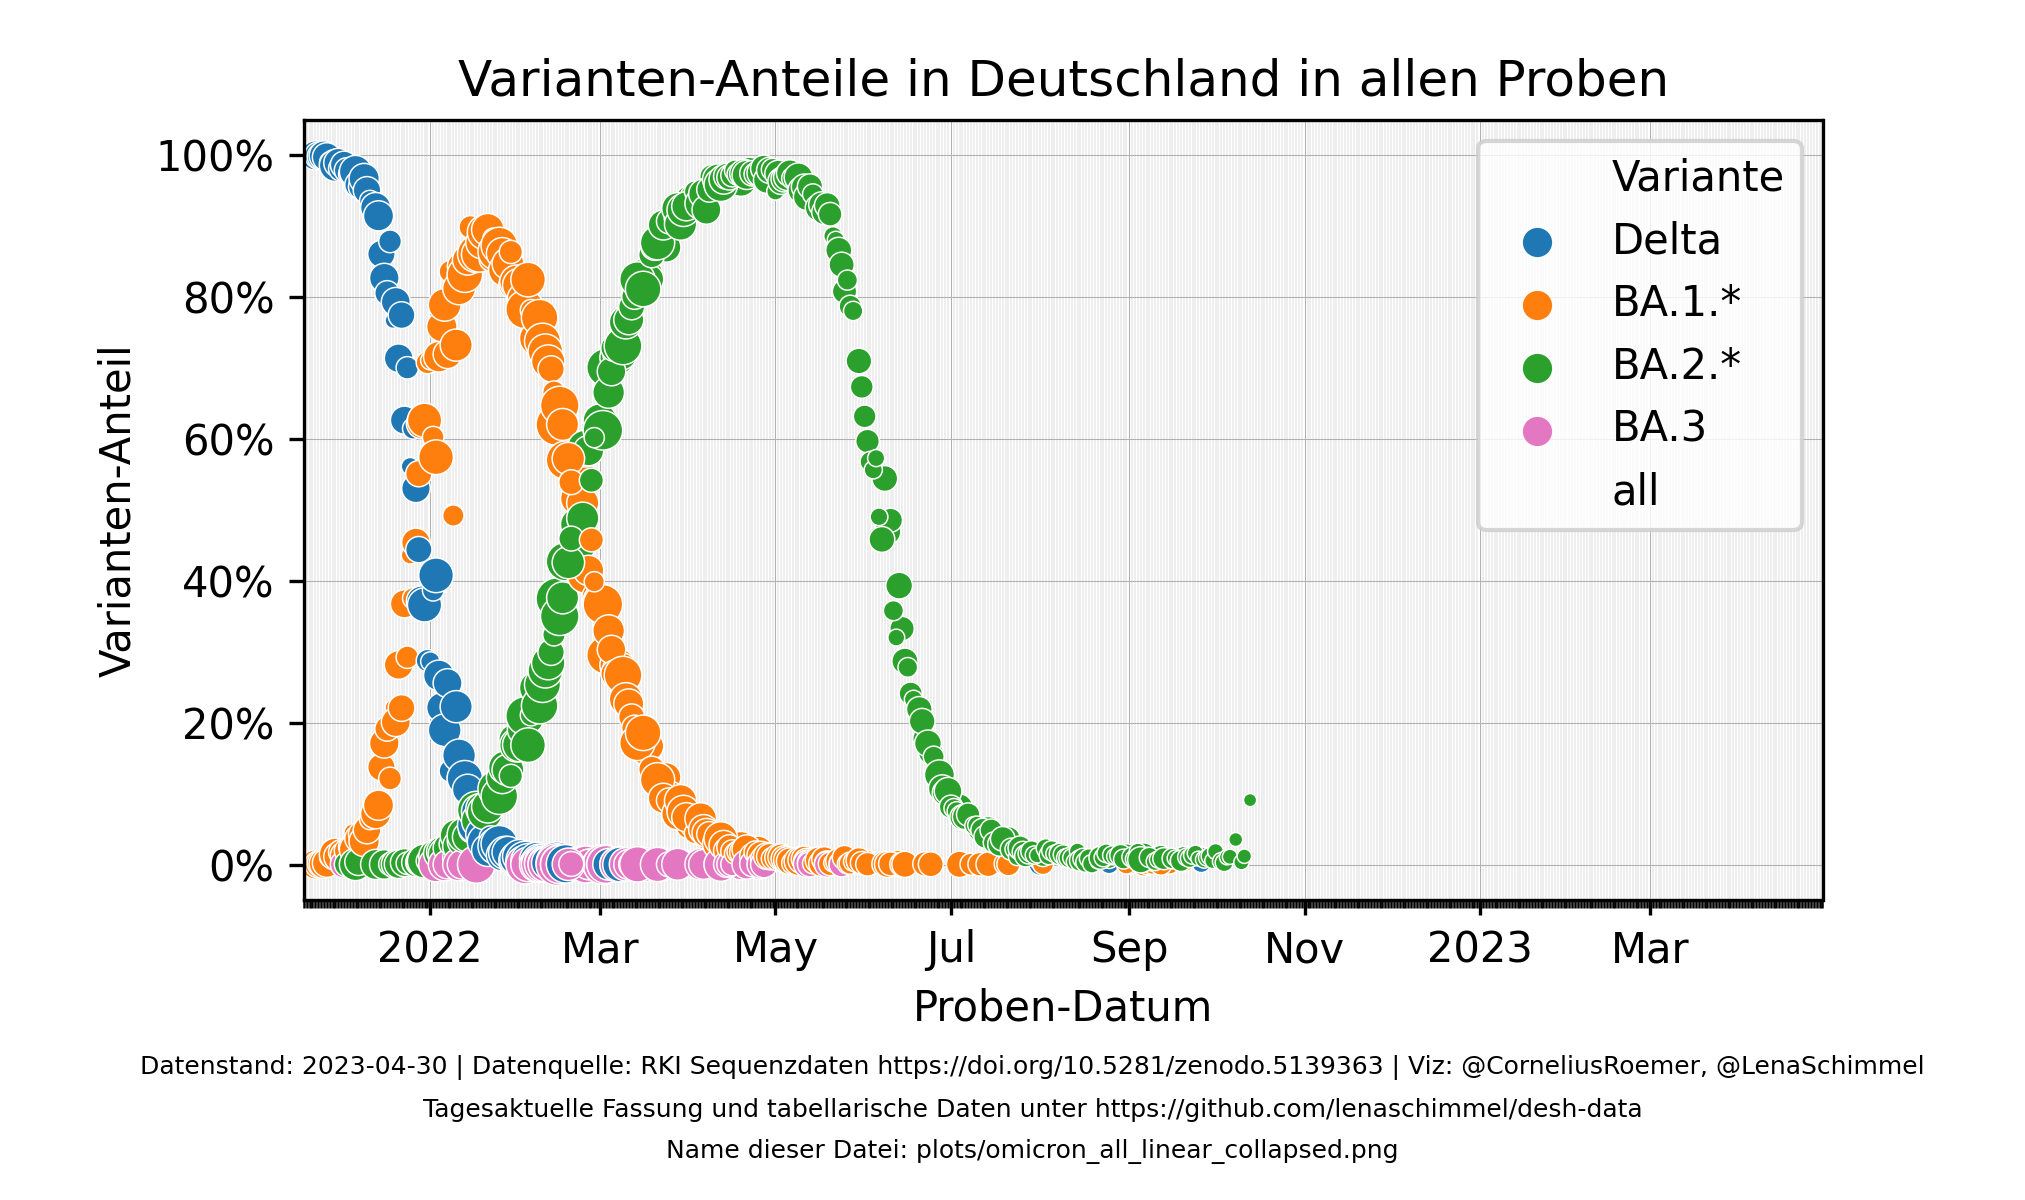 Varianten-Anteile in Deutschland in allen Proben
100%
80%
60%
40%
20%
0%
Varianten-Anteil
Variante
Delta
BA.1.*
BA.2.*
BA.3
all
2022 Mar May Jul Sep Nov 2023 Mar
Proben-Datum
Datenstand: 2023-04-30 | Datenquelle: RKI Sequenzdaten https://doi.org/10.5281/zenodo.5139363 | Viz: @CorneliusRoemer, @LenaSchimmel
Tagesaktuelle Fassung und tabellarische Daten unter https://github.com/lenaschimmel/desh-data
Name dieser Datei: plots/omicron_all_linear_collapsed.png